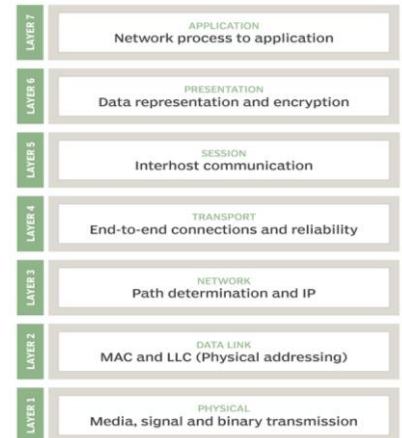 LAYER 7
APPLICATION
Network process to application
LAYER 6
PRESENTATION
Data representation and encryption
LAYER 5
SESSION
Interhost communication
LAYER 4
TRANSPORT
End-to-end connections and reliability
LAYER 3
NETWORK
Path determination and IP
LAYER 2
DATA LINK
MAC and LLC (Physical addressing)
LAYER 1
PHYSICAL
Media, signal and binary transmission